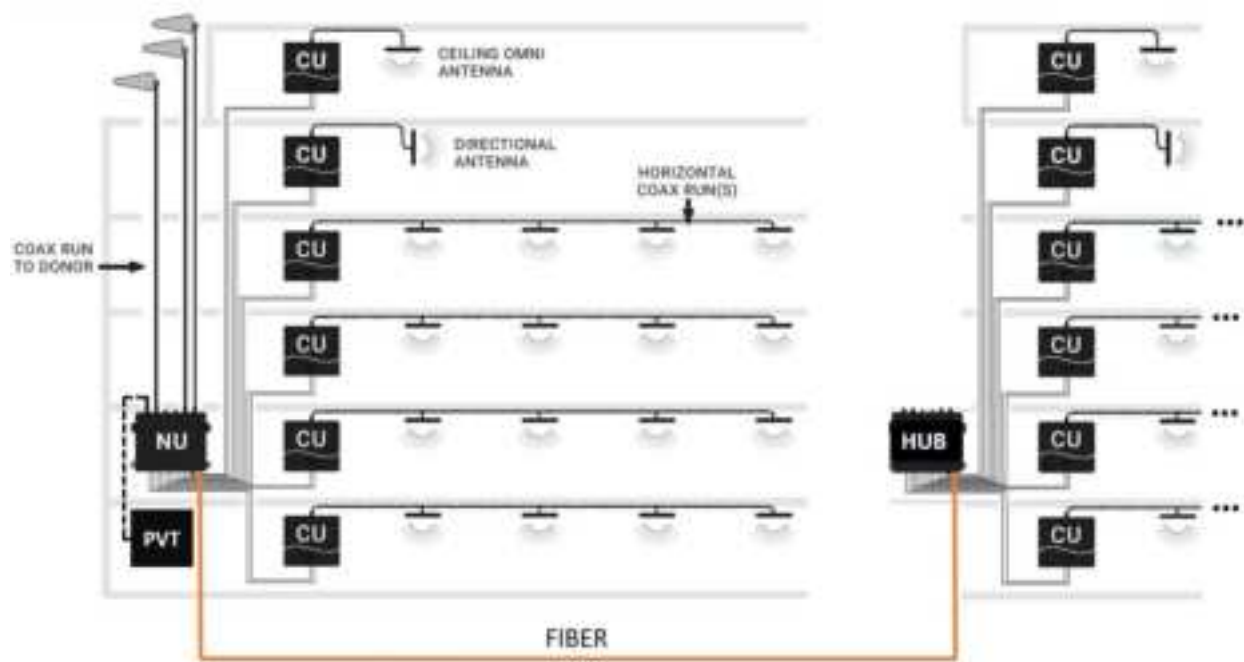 CU
CEILING OMNI
ANTENNA
CU
CU
DIRECTIONAL
ANTENNA
CU
HORIZONTAL
COAX RUN(S)
COAX RUN
TO DONOR
CU
CU
...
CU
CU
...
NU
CU
HUB
CU
...
PVT
CU
CU
...
FIBER